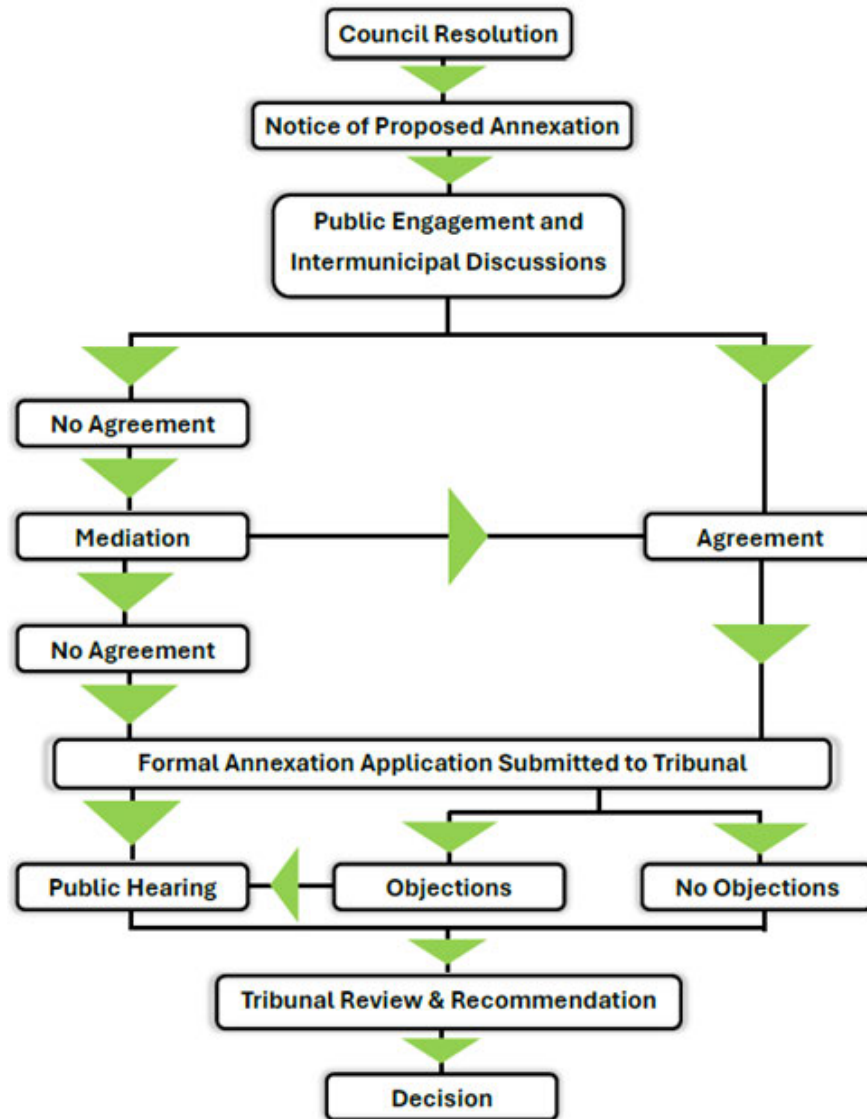 Council Resolution
Notice of Proposed Annexation
Public Engagement and
Intermunicipal Discussions
No Agreement
Mediation
Agreement
No Agreement
Formal Annexation Application Submitted to Tribunal
Public Hearing
Objections
No Objections
Tribunal Review & Recommendation
Decision